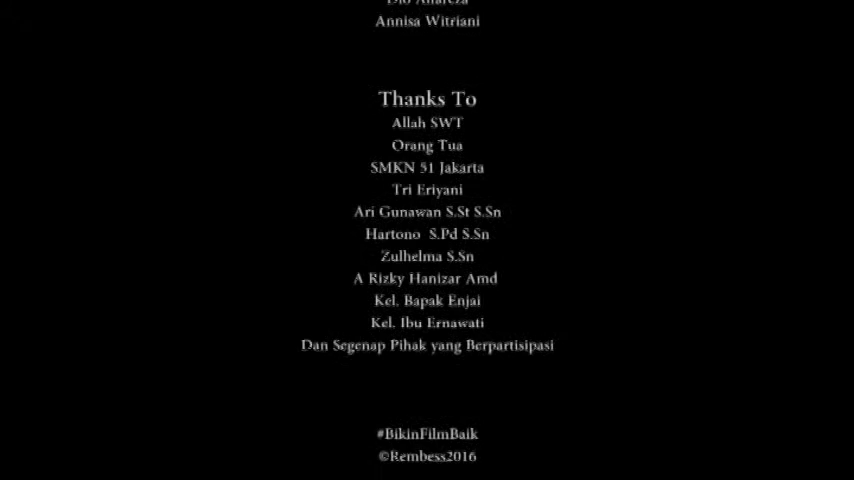 Annisa Witriani
Thanks To
Allah SWT
Orang Tua
SMKN 51 Jakarta
Tri Eriyani
Ari Gunawan S.St S.Sn
Hartono S.Pd S.Sn
Zulhelma S.Sn
A Rizky Hanizar Amd
Kel. Bapak Enjai
Kel. Ibu Ernawati
Dan Segenap Pihak yang Berpartisipasi
#BikinFilmBaik
©Rembess2016